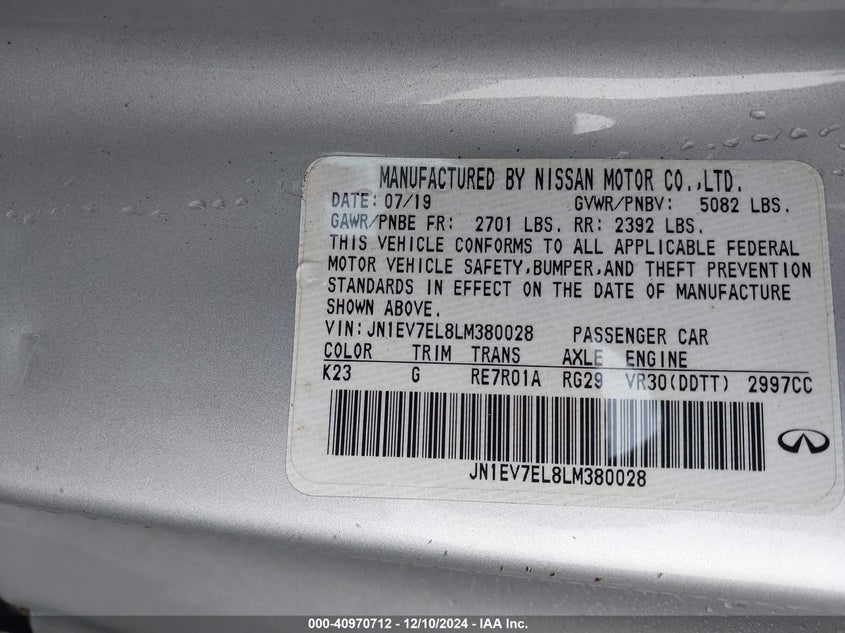 MANUFACTURED BY NISSAN MOTOR CO.,LTD.
DATE: 07/19 GVWR/PNBV: 5082 LBS.
GAWR/PNBE FR: 2701 LBS. RR: 2392 LBS.
THIS VEHICLE CONFORMS TO ALL APPLICABLE FEDERAL
MOTOR VEHICLE SAFETY,BUMPER,AND THEFT PREVENTION
STANDARDS IN EFFECT ON THE DATE OF MANUFACTURE
SHOWN ABOVE.
VIN: JN1EV7EL8LM380028 PASSENGER CAR
COLOR TRIM TRANS AXLE ENGINE
K23 G RE7R01A RG29 VR30(DDTT) 2997CC
JN1EV7EL8LM380028
000-40970712 - 12/10/2024 - IAA Inc.